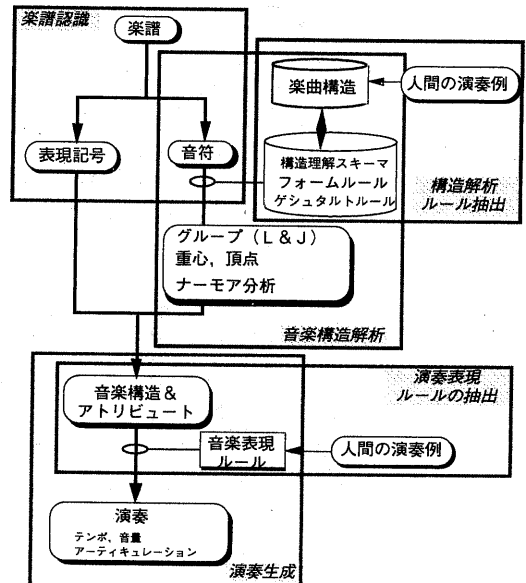 楽譜認識
楽譜
楽曲構造
人間の演奏例
表現記号
音符
構造理解スキーマ
フォームルール
ゲシュタルトルール
構造解析
ルール抽出
グループ（L＆J）
重心，頂点
ナーモア分析
音楽構造解析
演奏表現
ルールの抽出
音楽構造＆
アトリビュート
音楽表現
ルール
人間の演奏例
演奏
テンポ、音量
アーティキュレーション
演奏生成